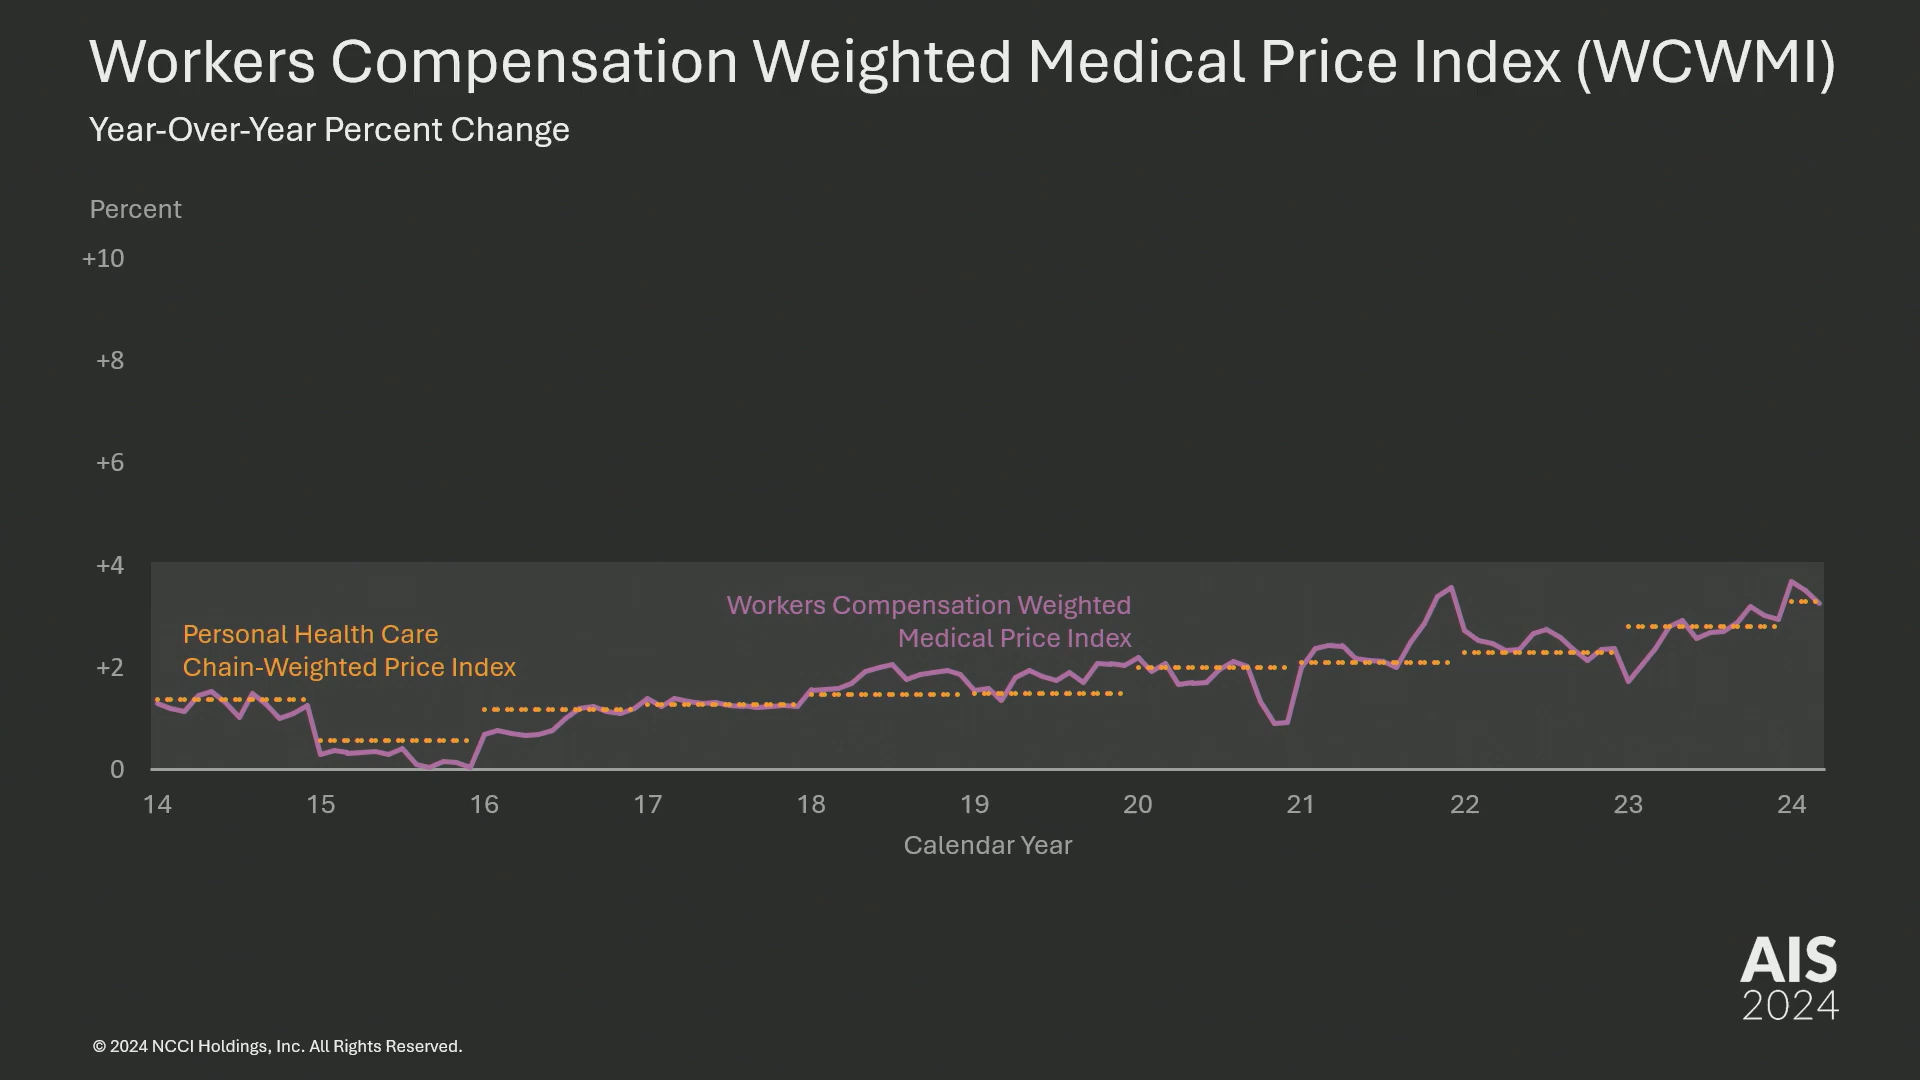 Workers Compensation Weighted Medical Price Index (WCWMI)
Year-Over-Year Percent Change
Percent
+10
+8
+6
+4
+2
0
Personal Health Care
Chain-Weighted Price Index
Workers Compensation Weighted
Medical Price Index
14 15 16 17 18 19 20 21 22 23 24
Calendar Year
AIS
2024
© 2024 NCCI Holdings, Inc. All Rights Reserved.